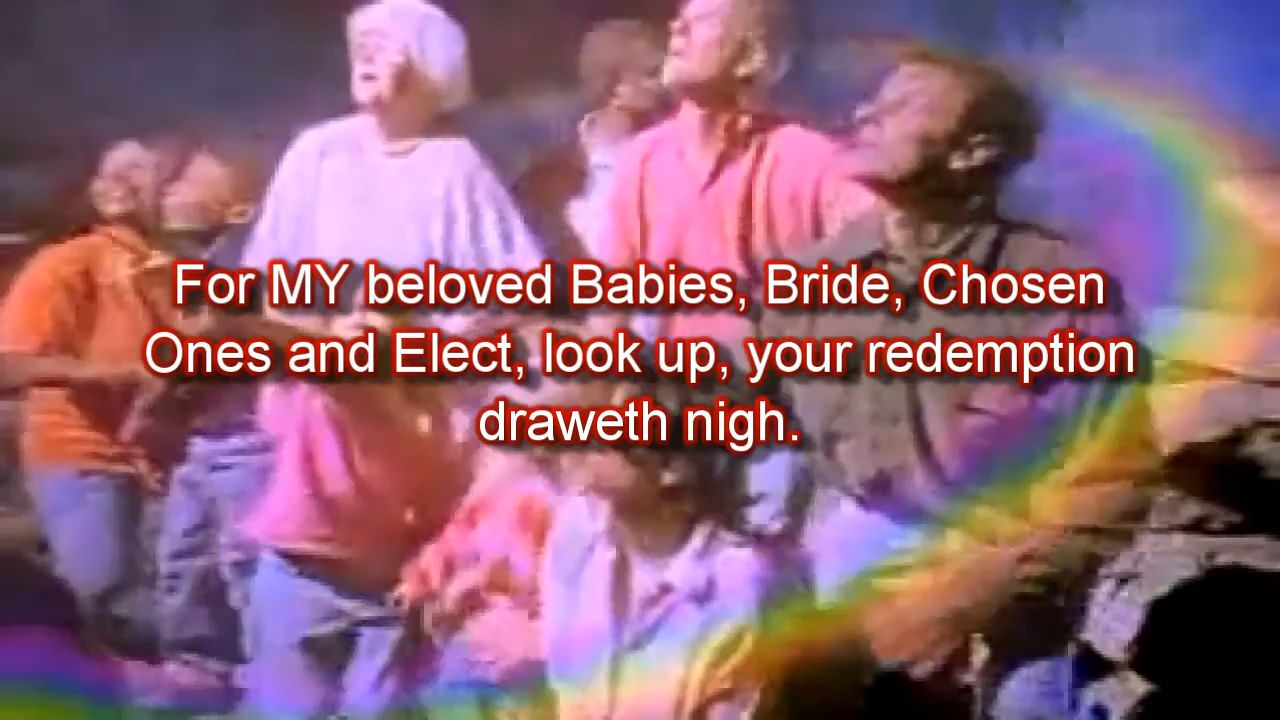 For MY beloved Babies, Bride, Chosen
Ones and Elect, look up, your redemption
draweth nigh.